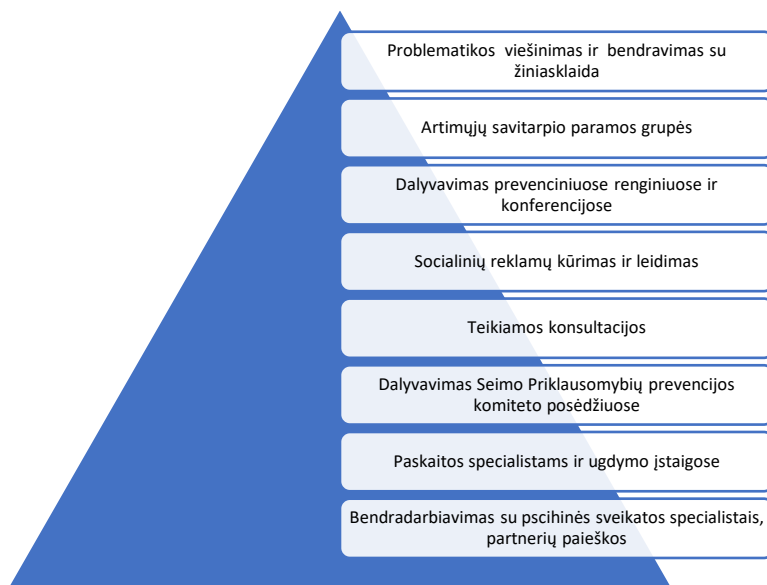 Problematikos viešinimas ir bendravimas su
žiniasklaida
Artimųjų savitarpio paramos grupės
Dalyvavimas prevenciniuose renginiuose ir
konferencijose
Socialinių reklamų kūrimas ir leidimas
Teikiamos konsultacijos
Dalyvavimas Seimo Priklausomybių prevencijos
komiteto posėdžiuose
Paskaitos specialistams ir ugdymo įstaigose
Bendradarbiavimas su pscihinės sveikatos specialistais,
partnerių paieškos